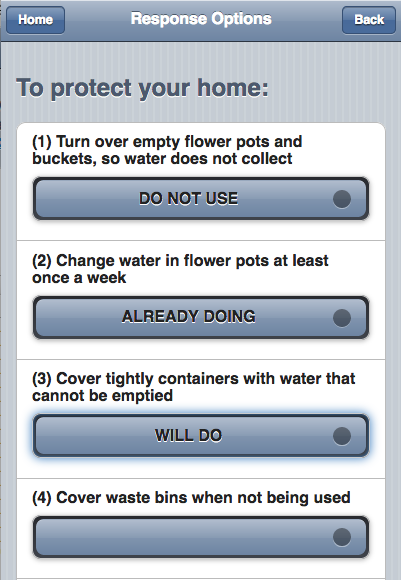 Home Response Options Back
To protect your home:
(1) Turn over empty flower pots and
buckets, so water does not collect
DO NOT USE
(2) Change water in flower pots at least
once a week
ALREADY DOING
(3) Cover tightly containers with water that
cannot be emptied
WILL DO
(4) Cover waste bins when not being used